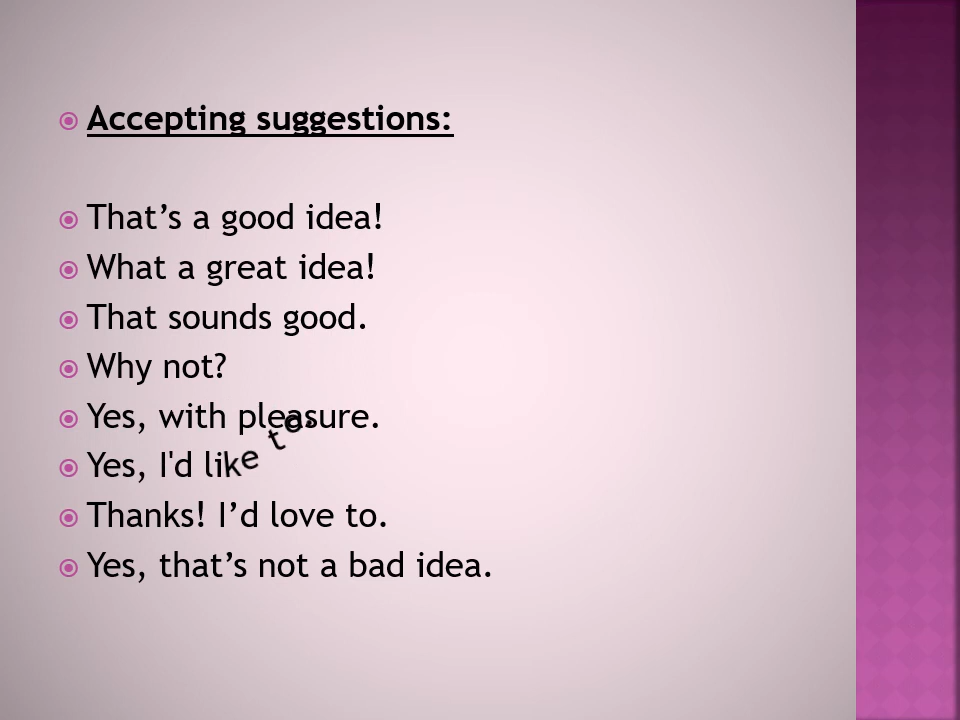 Accepting suggestions:
That’s a good idea!
What a great idea!
That sounds good.
Why not?
Yes, with pleasure.
Yes, I'd like to.
Thanks! I’d love to.
Yes, that’s not a bad idea.